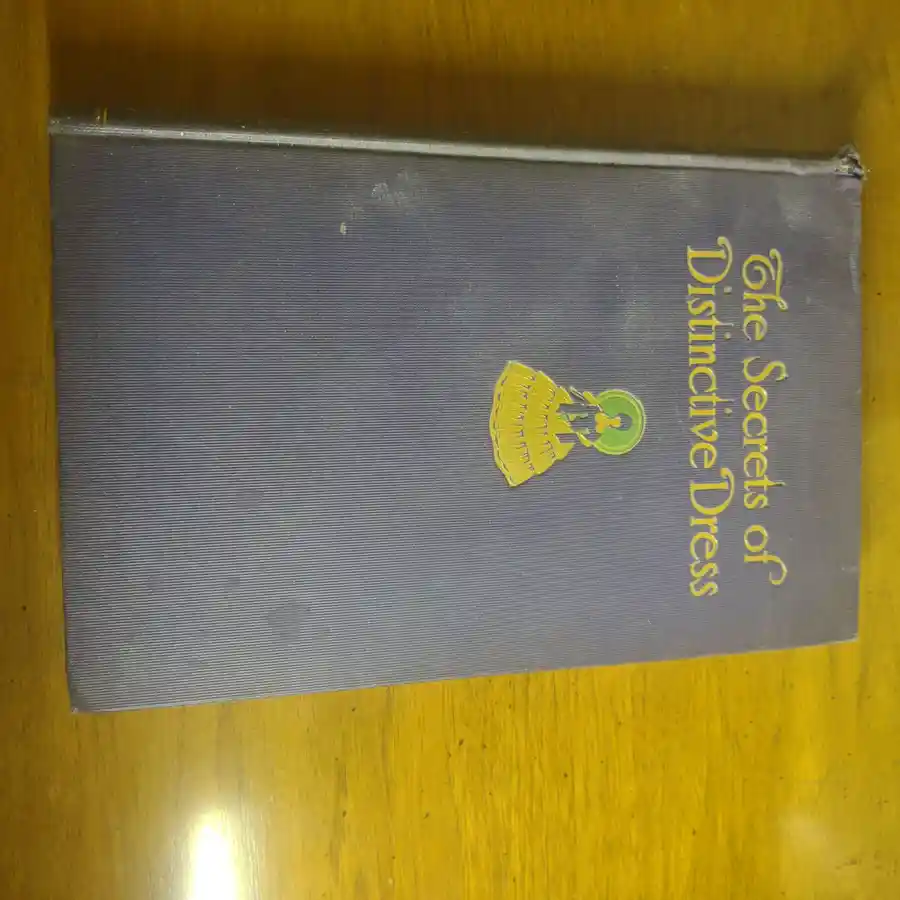 The Secrets of
Distinctive Dress